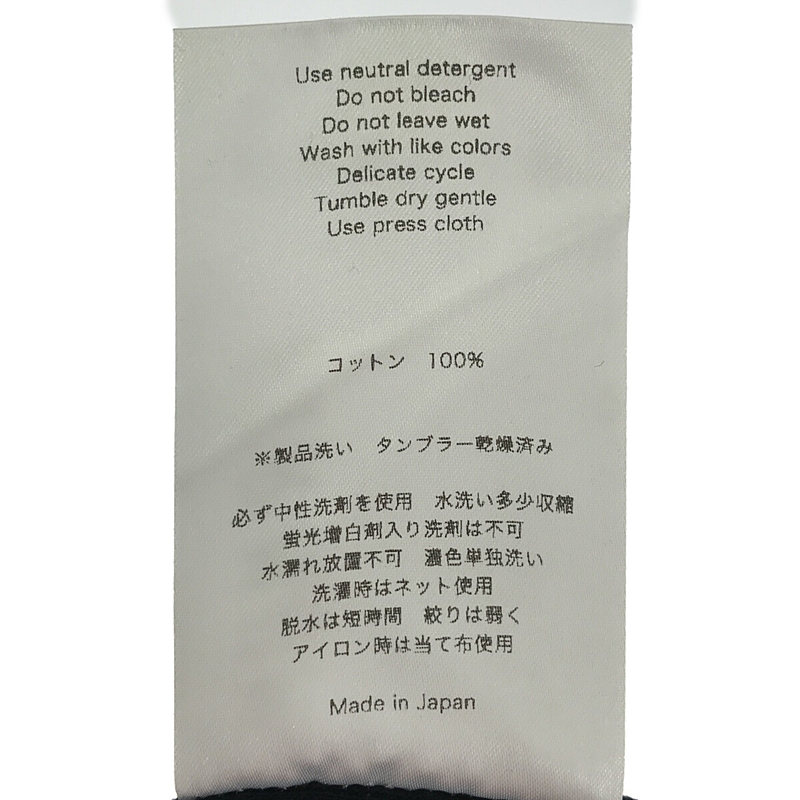 Use neutral detergent
Do not bleach
Do not leave wet
Wash with like colors
Delicate cycle
Tumble dry gentle
Use press cloth
コットン　100%
※製品洗い　タンブラー乾燥済み
必ず中性洗剤を使用　水洗い多少収縮
蛍光増白剤入り洗剤は不可
水濡れ放置不可　濃色単独洗い
洗濯時はネット使用
脱水は短時間　絞りは弱く
アイロン時は当て布使用
Made in Japan